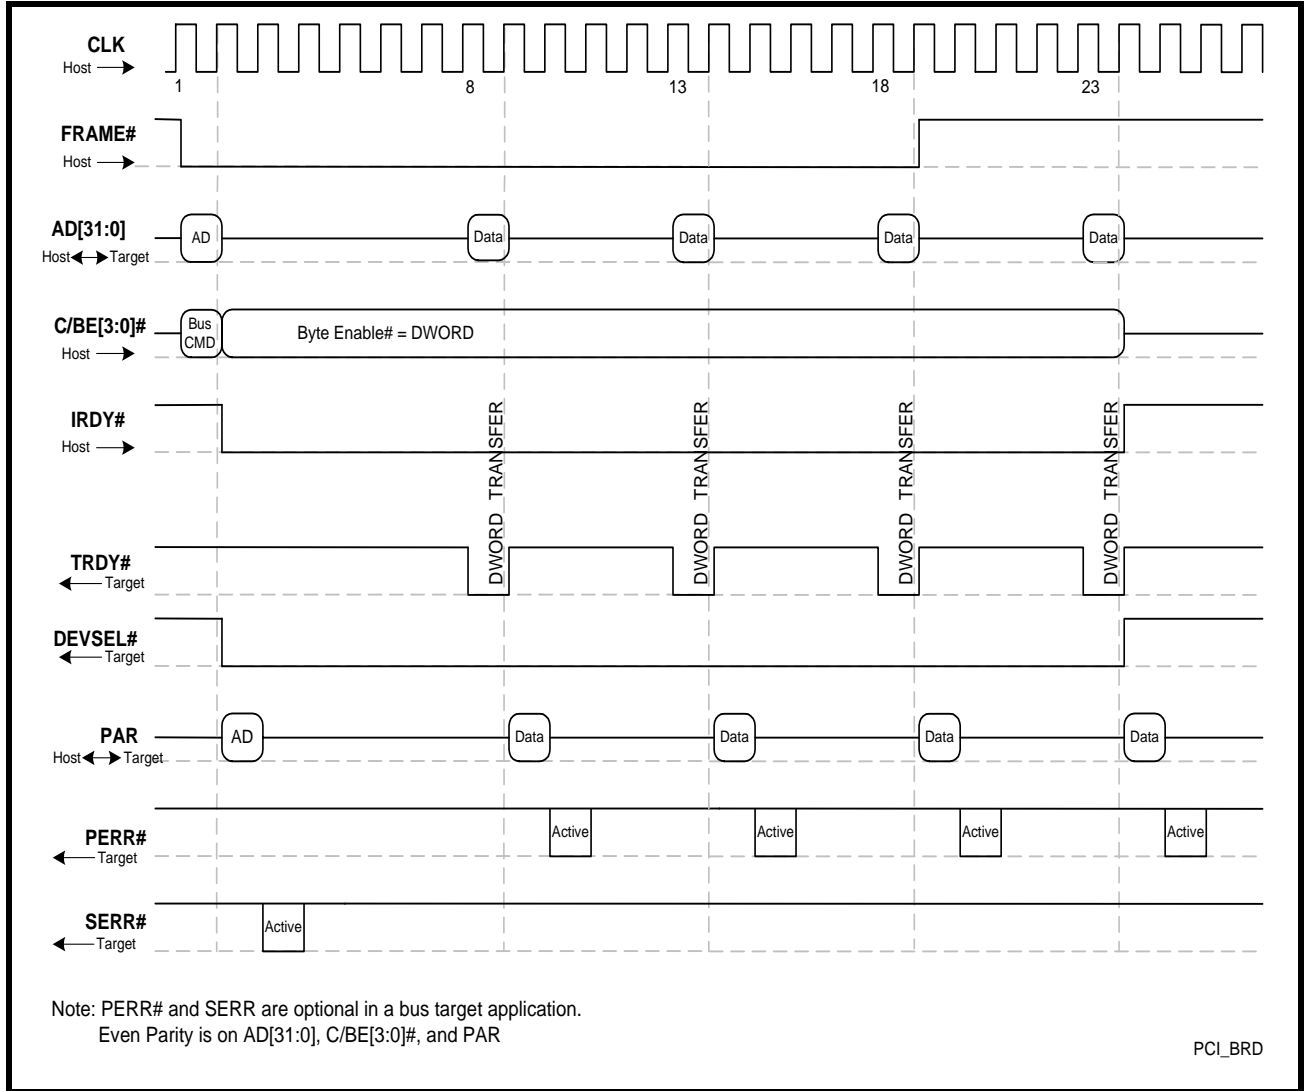 CLK
Host
1 8 13 18 23
FRAME#
Host
AD[31:0]
Host Target
AD Data Data Data Data
C/BE[3:0]#
Host
Bus
CMD
Byte Enable# = DWORD
IRDY#
Host
DWORD TRANSFER
DWORD TRANSFER
DWORD TRANSFER
DWORD TRANSFER
TRDY#
Target
DEVSEL#
Target
PAR
Host Target
AD Data Data Data Data
PERR#
Target
Active Active Active Active
SERR#
Target
Active
Note: PERR# and SERR are optional in a bus target application.
Even Parity is on AD[31:0], C/BE[3:0]#, and PAR
PCI_BRD